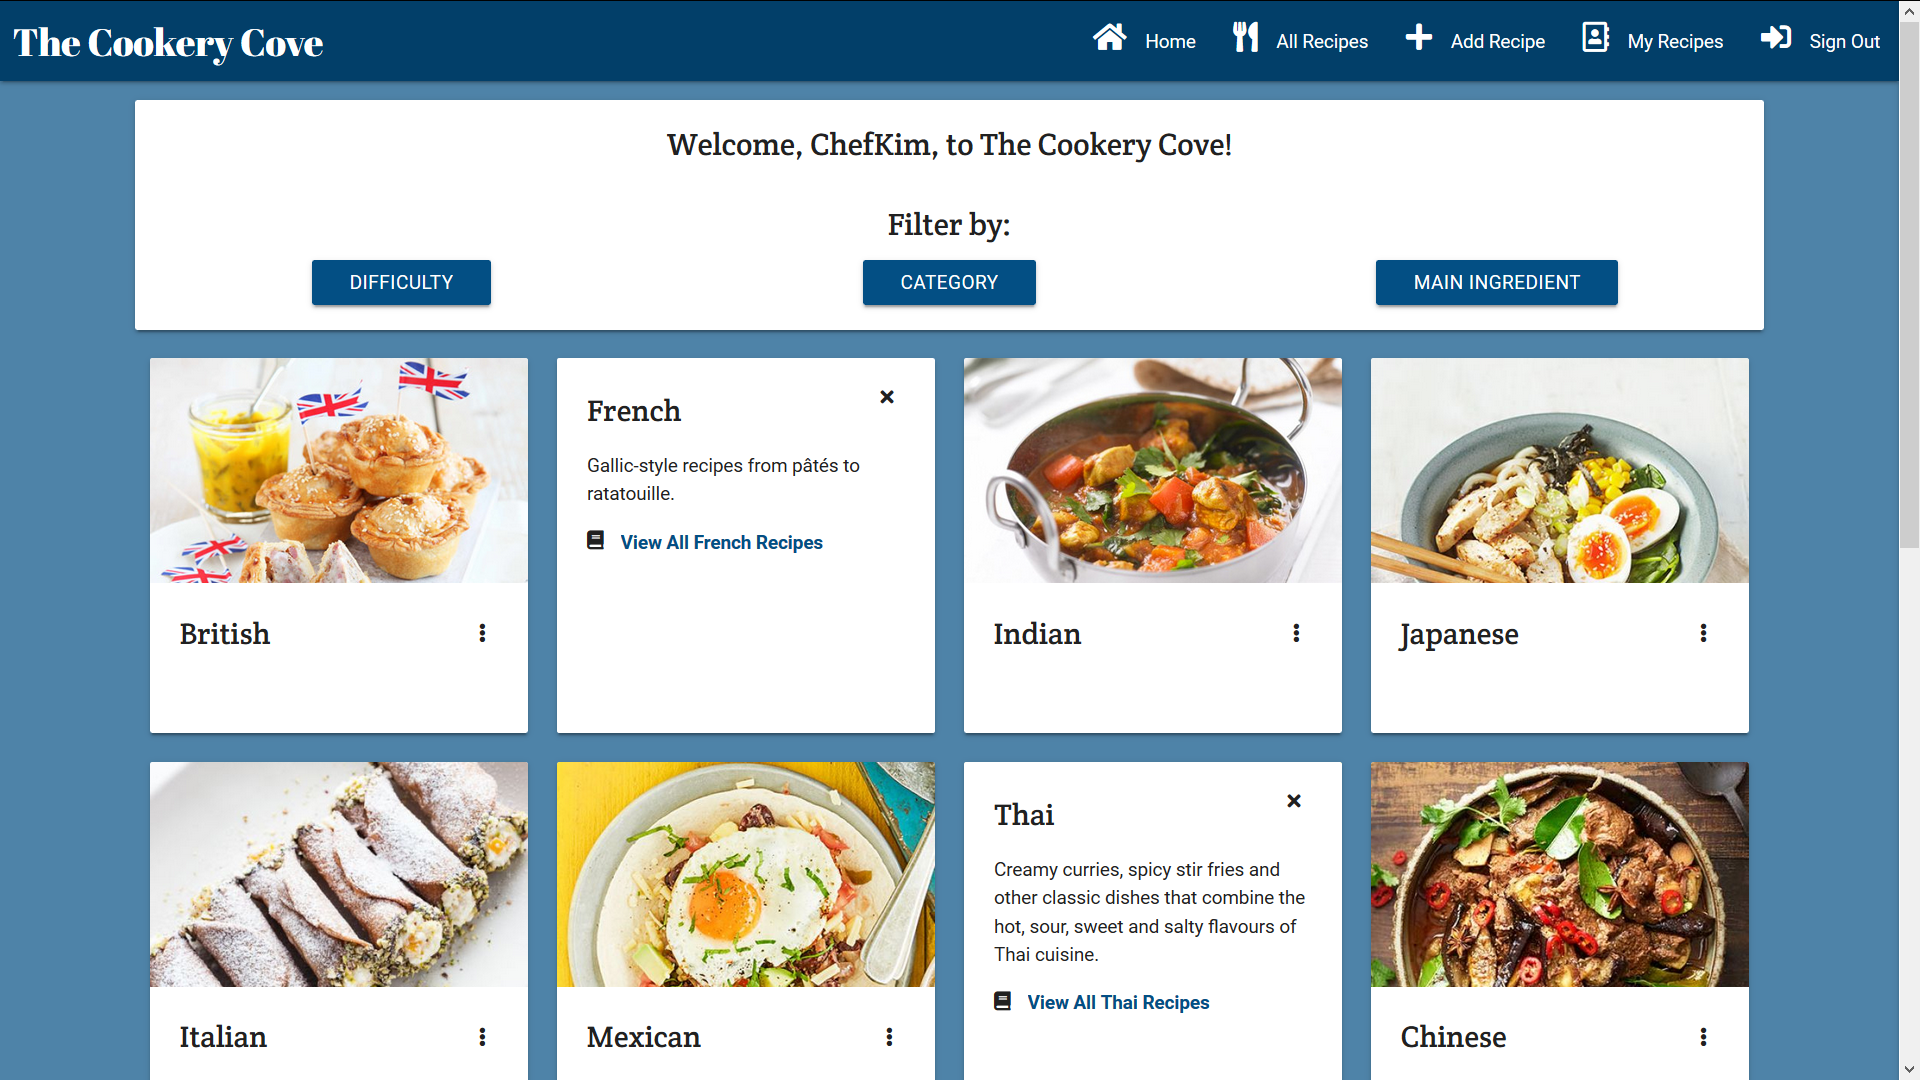 The Cookery Cove
Home
All Recipes
Add Recipe
My Recipes
Sign Out
Welcome, ChefKim, to The Cookery Cove!
Filter by:
DIFFICULTY
CATEGORY
MAIN INGREDIENT
British
French
Gallic-style recipes from pâtés to
ratatouille.
View All French Recipes
Indian
Japanese
Italian
Mexican
Thai
Creamy curries, spicy stir fries and
other classic dishes that combine the
hot, sour, sweet and salty flavours of
Thai cuisine.
View All Thai Recipes
Chinese